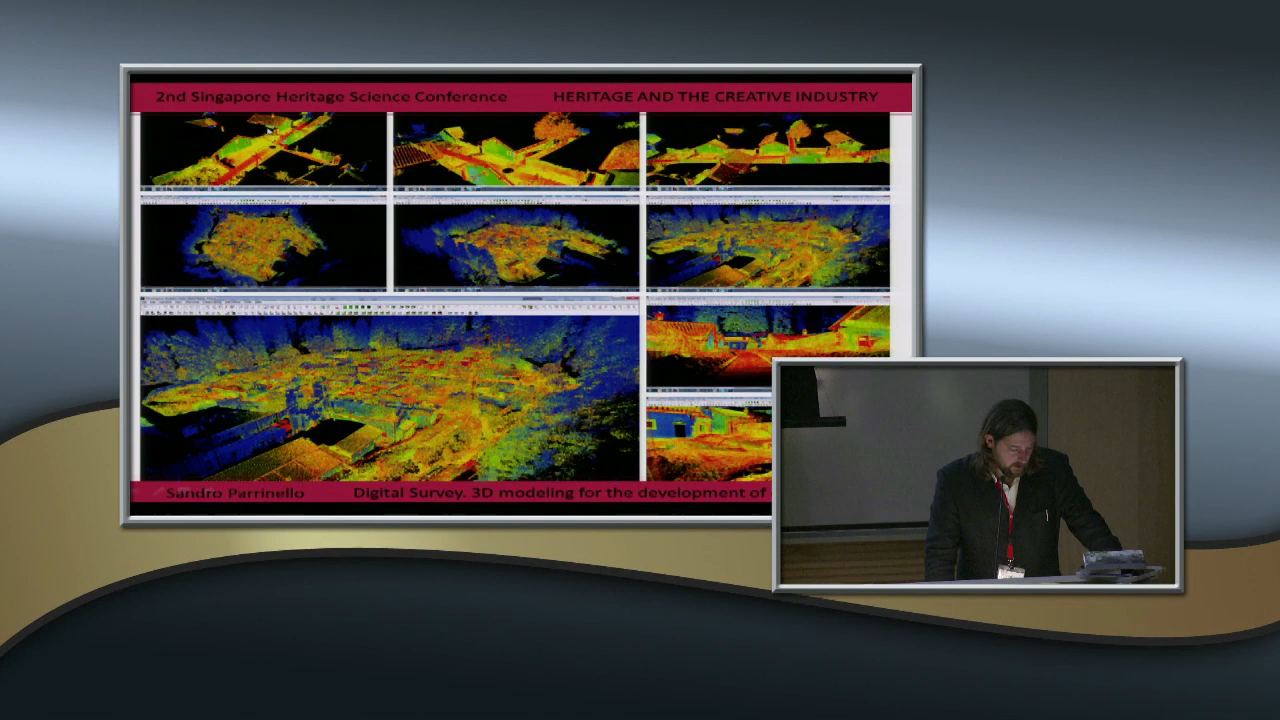 2nd Singapore Heritage Science Conference HERITAGE AND THE CREATIVE INDUSTRY
Sandro Parrinello Digital Survey. 3D modeling for the development of